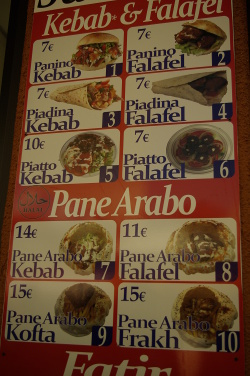 Kebab & Falafel
7€
Panino
Kebab 1
7€
Panino
Falafel 2
7€
Piadina
Kebab 3
7€
Piadina
Falafel 4
10€
Piatto
Kebab 5
6€
Piatto
Falafel 6
Pane Arabo
14€
Pane Arabo
Kebab 7
11€
Pane Arabo
Falafel 8
15€
Pane Arabo
Kofta 9
15€
Pane Arabo
Frakh 10
Fatir